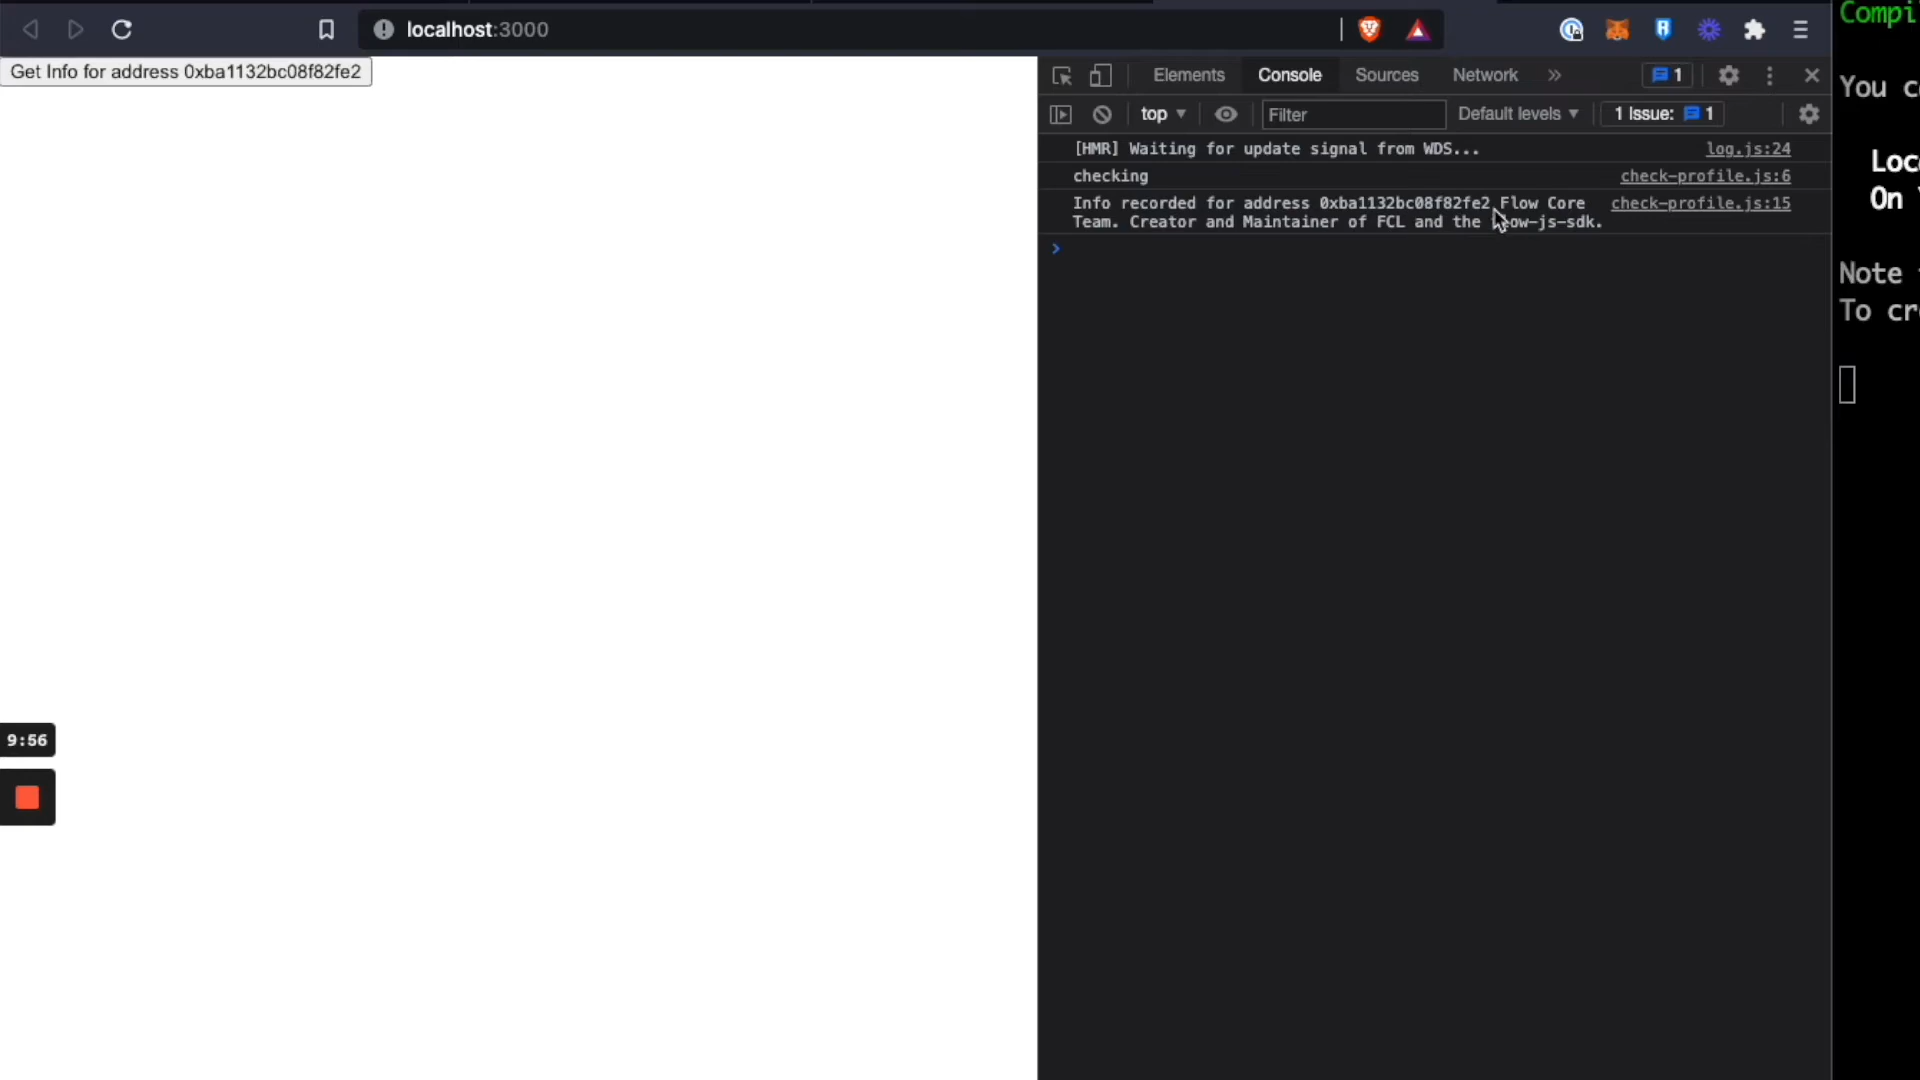 localhost:3000
Get Info for address 0xba1132bc08f82fe2
Elements Console Sources Network » 1
top Filter Default levels 1 Issue: 1
[HMR] Waiting for update signal from WDS... log.js:24
checking check-profile.js:6
Info recorded for address 0xba1132bc08f82fe2 Flow Core check-profile.js:15
Team. Creator and Maintainer of FCL and the flow-js-sdk.
9:56
Compi
You c
Loc
On
Note
To cr